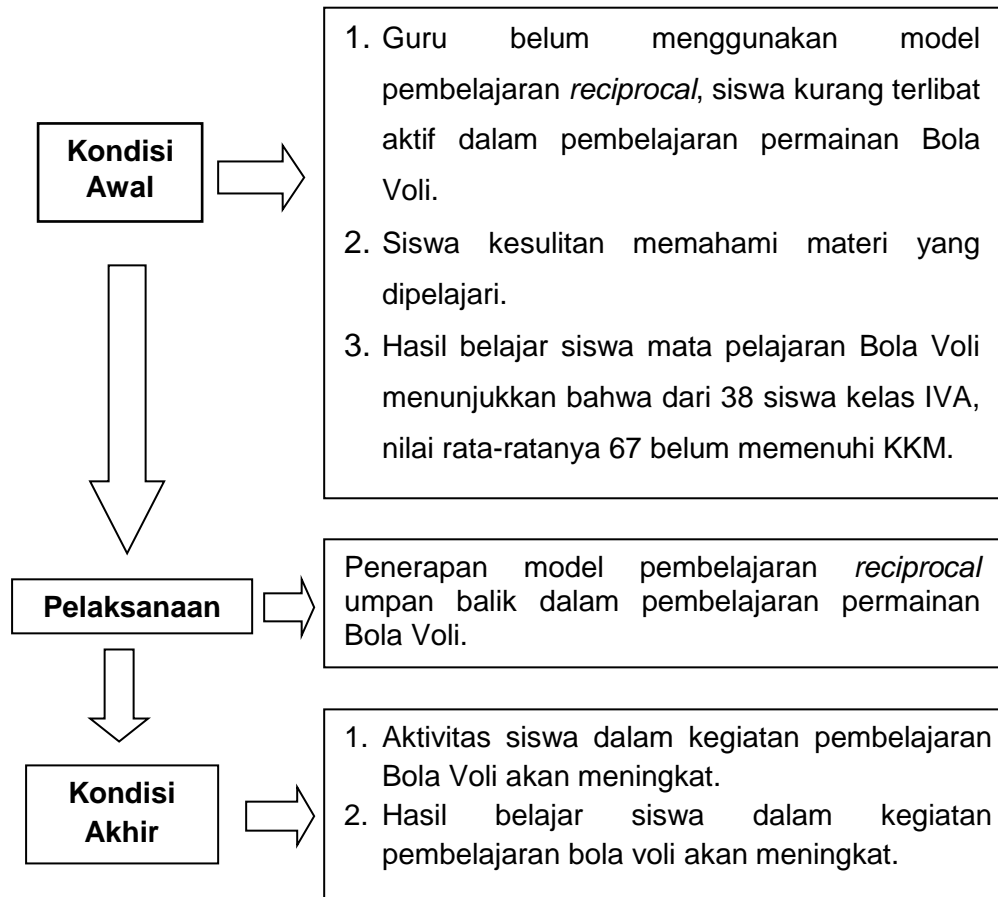 Kondisi
Awal
1. Guru belum menggunakan model
pembelajaran reciprocal, siswa kurang terlibat
aktif dalam pembelajaran permainan Bola
Voli.
2. Siswa kesulitan memahami materi yang
dipelajari.
3. Hasil belajar siswa mata pelajaran Bola Voli
menunjukkan bahwa dari 38 siswa kelas IVA,
nilai rata-ratanya 67 belum memenuhi KKM.
Pelaksanaan
Penerapan model pembelajaran reciprocal
umpan balik dalam pembelajaran permainan
Bola Voli.
Kondisi
Akhir
1. Aktivitas siswa dalam kegiatan pembelajaran
Bola Voli akan meningkat.
2. Hasil belajar siswa dalam kegiatan
pembelajaran bola voli akan meningkat.